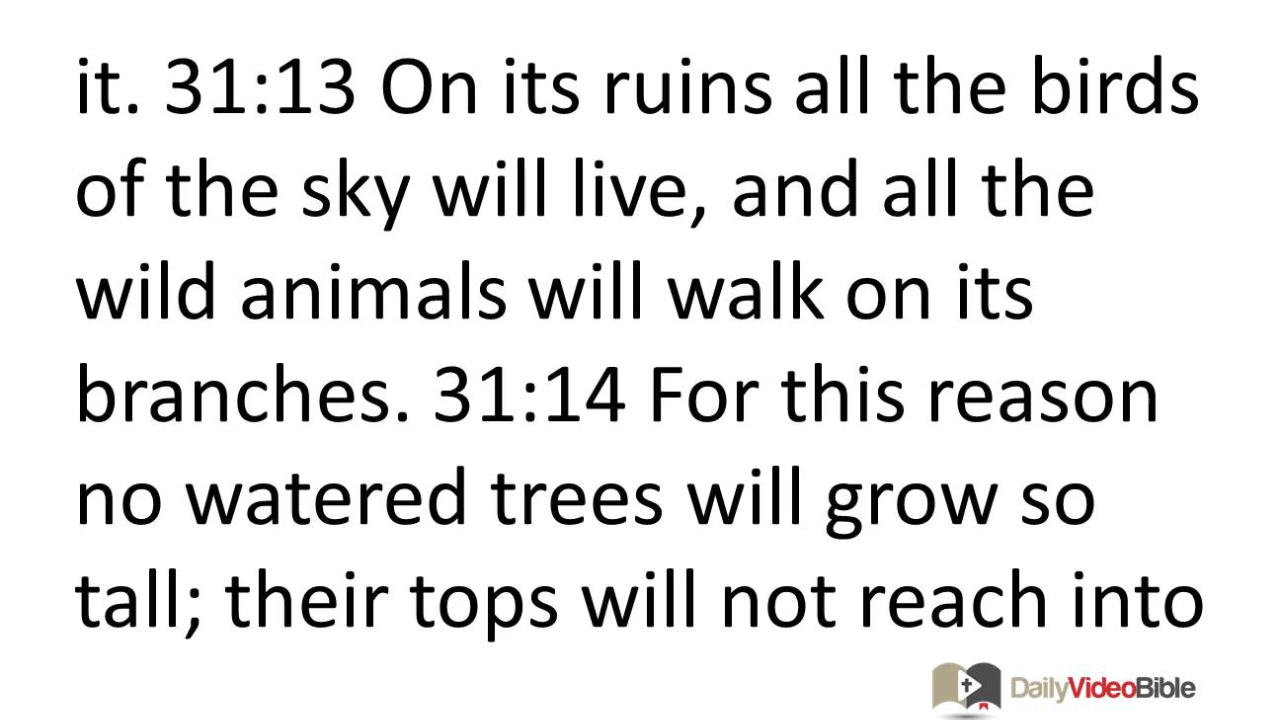 it. 31:13 On its ruins all the birds
of the sky will live, and all the
wild animals will walk on its
branches. 31:14 For this reason
no watered trees will grow so
tall; their tops will not reach into
DailyVideoBible